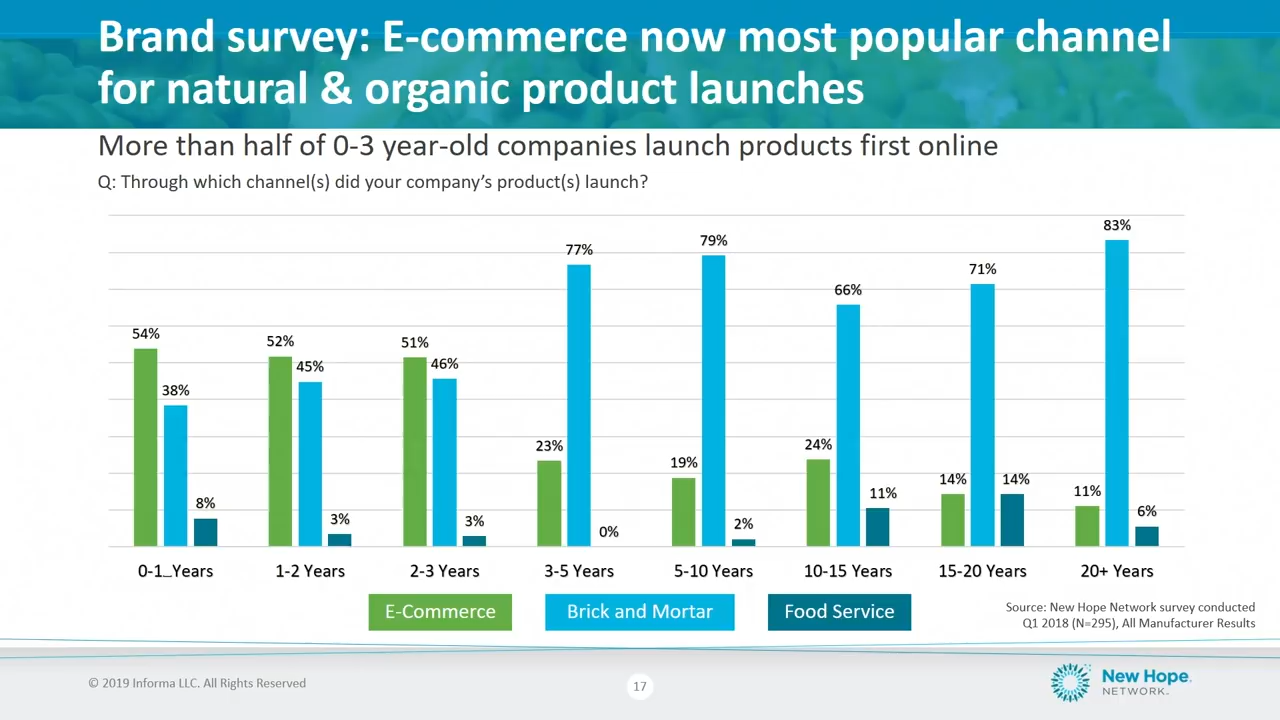 Brand survey: E-commerce now most popular channel
for natural & organic product launches
More than half of 0-3 year-old companies launch products first online
Q: Through which channel(s) did your company's product(s) launch?
54%
38%
8%
52%
45%
3%
51%
46%
3%
23%
77%
0%
19%
79%
2%
24%
66%
11%
14%
71%
14%
11%
83%
6%
0-1_Years
1-2 Years
2-3 Years
3-5 Years
5-10 Years
10-15 Years
15-20 Years
20+ Years
E-Commerce
Brick and Mortar
Food Service
Source: New Hope Network survey conducted
Q1 2018 (N=295), All Manufacturer Results
© 2019 Informa LLC. All Rights Reserved
17
New Hope
NETWORK